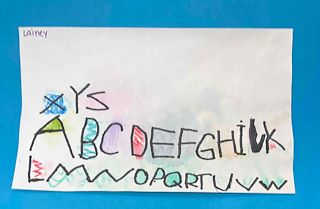 Lainey
XYS
ABCDEFGHIJK
LMNOPQRTUVW